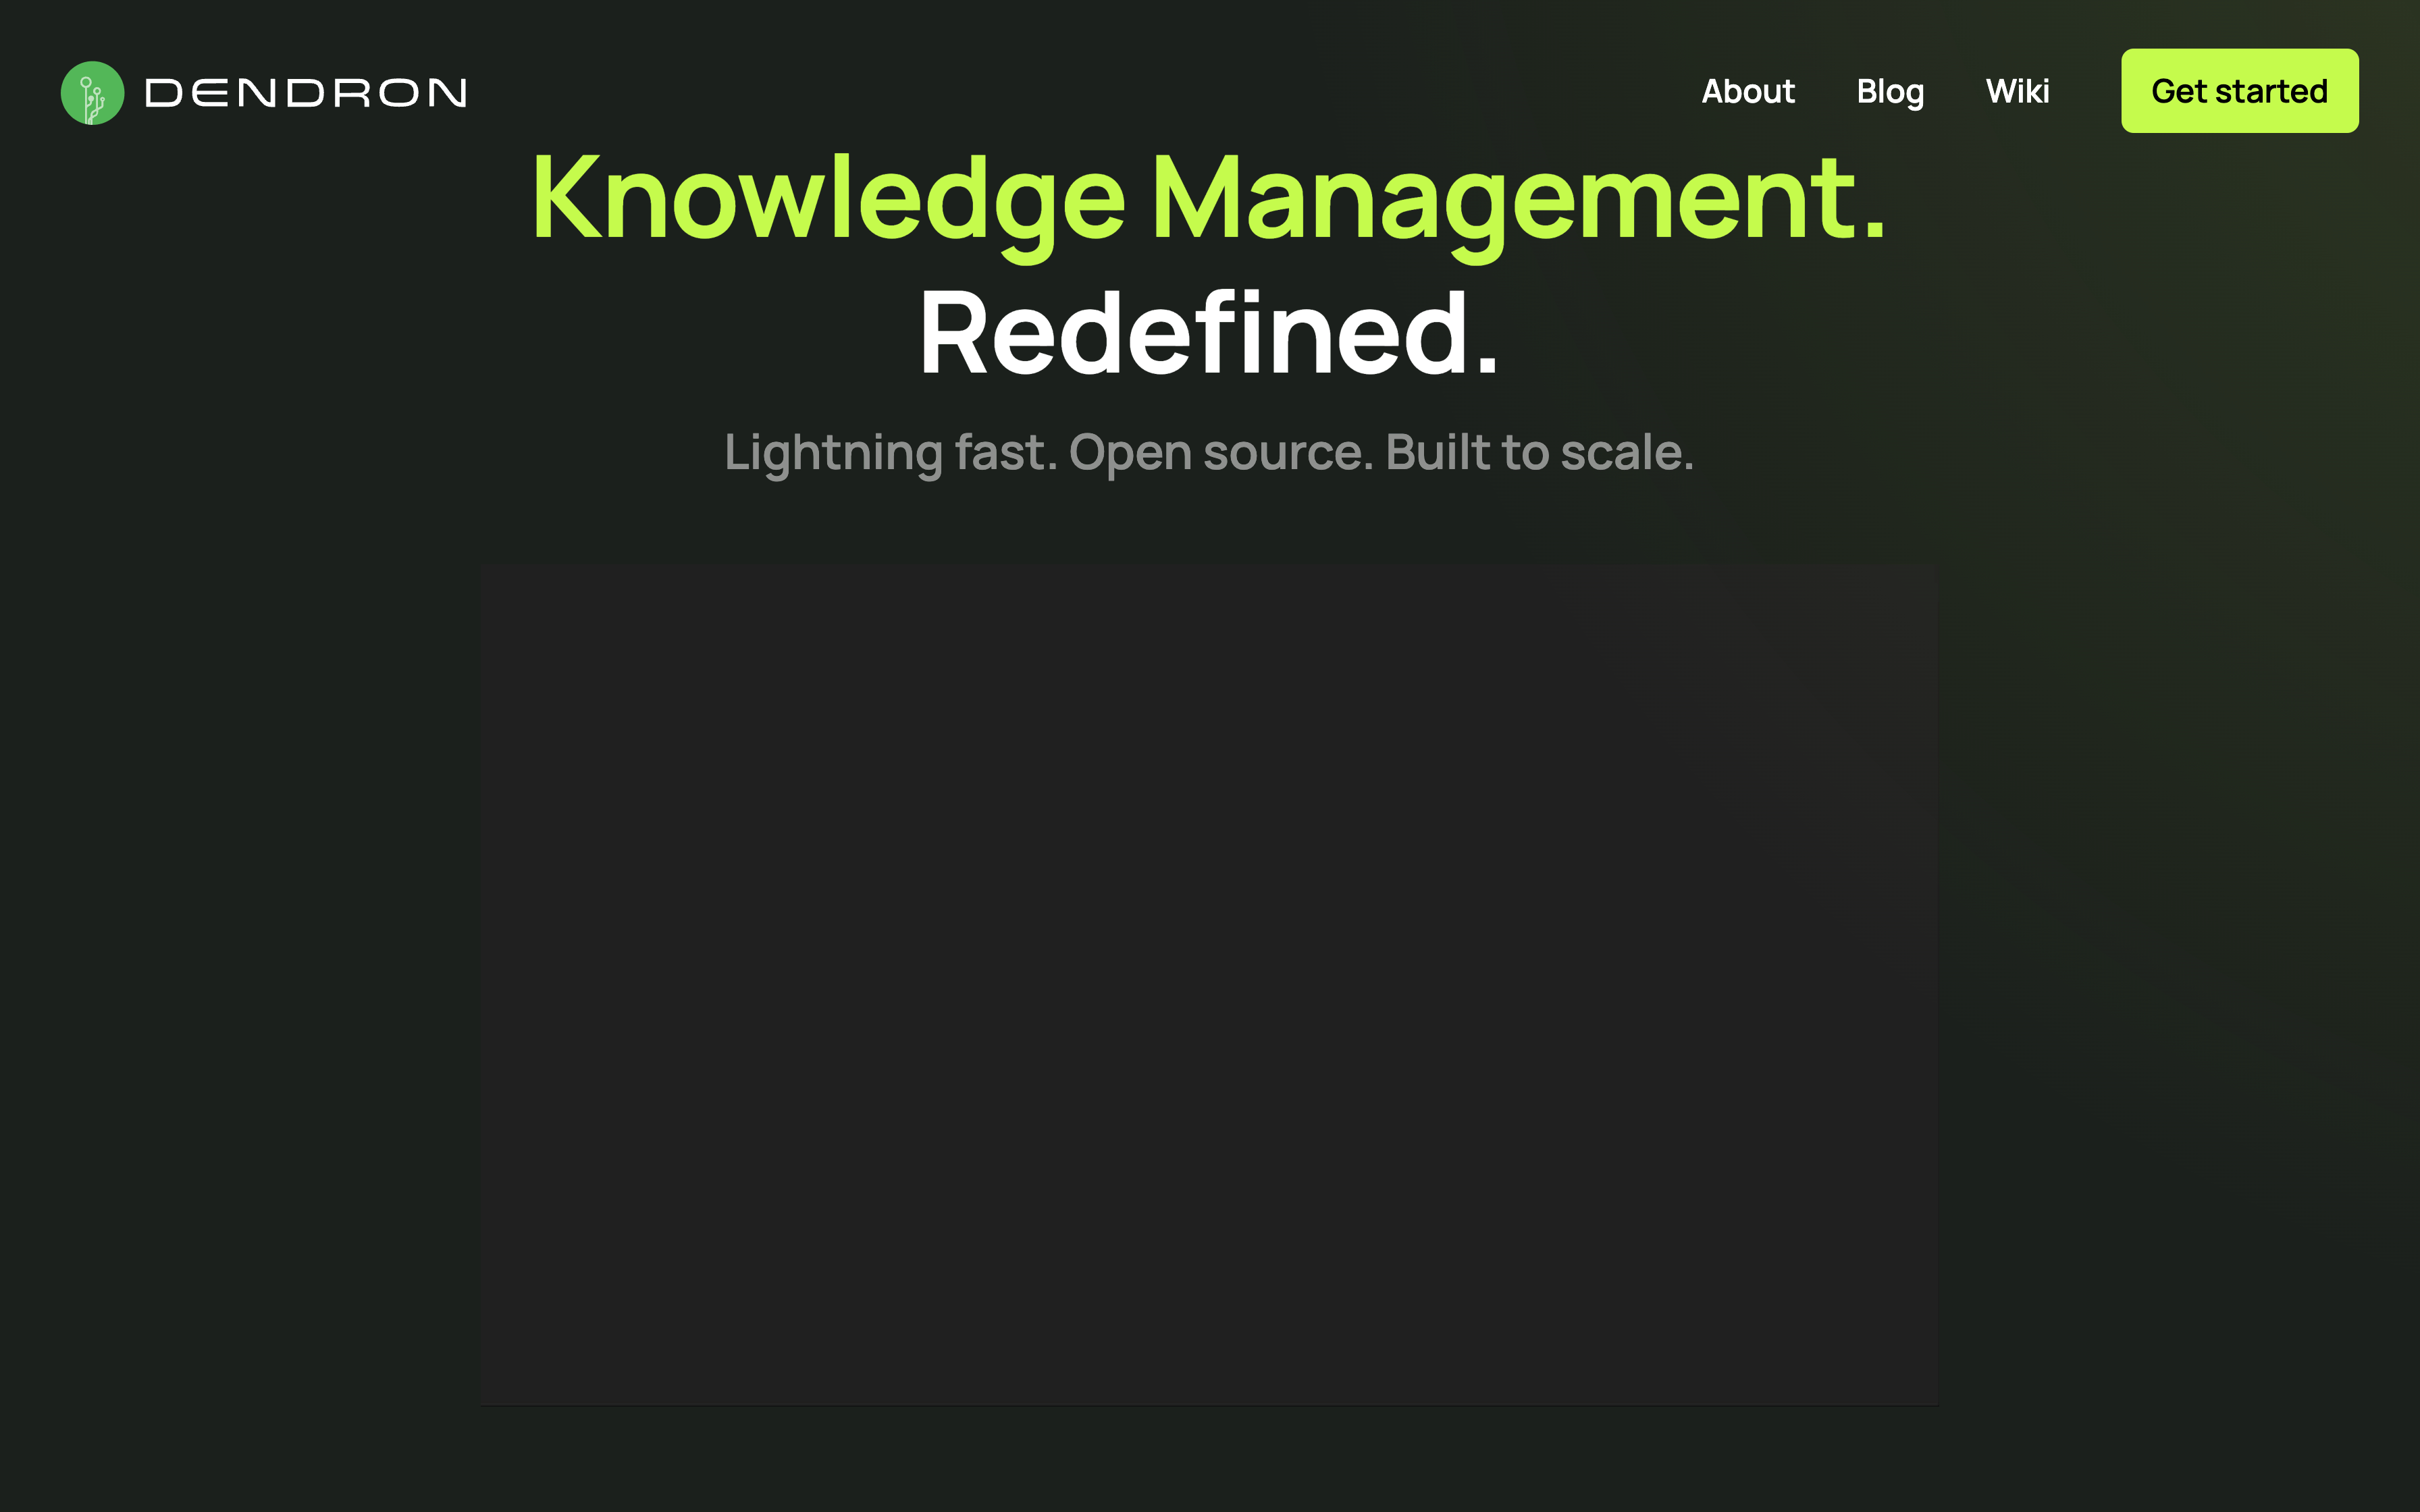 DENDRON
About Blog Wiki Get started
Knowledge Management.
Redefined.
Lightning fast. Open source. Built to scale.